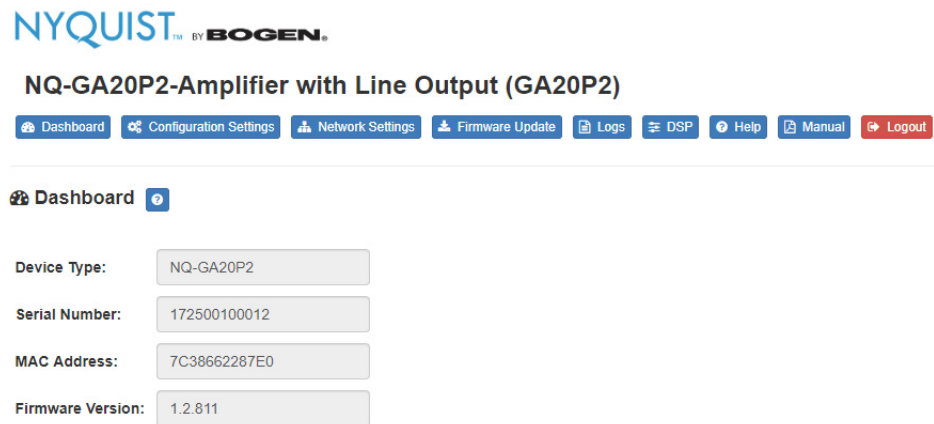 NYQUIST™ BY BOGEN®
NQ-GA20P2-Amplifier with Line Output (GA20P2)
Dashboard Configuration Settings Network Settings Firmware Update Logs DSP Help Manual Logout
Dashboard
Device Type: NQ-GA20P2
Serial Number: 172500100012
MAC Address: 7C38662287E0
Firmware Version: 1.2.811